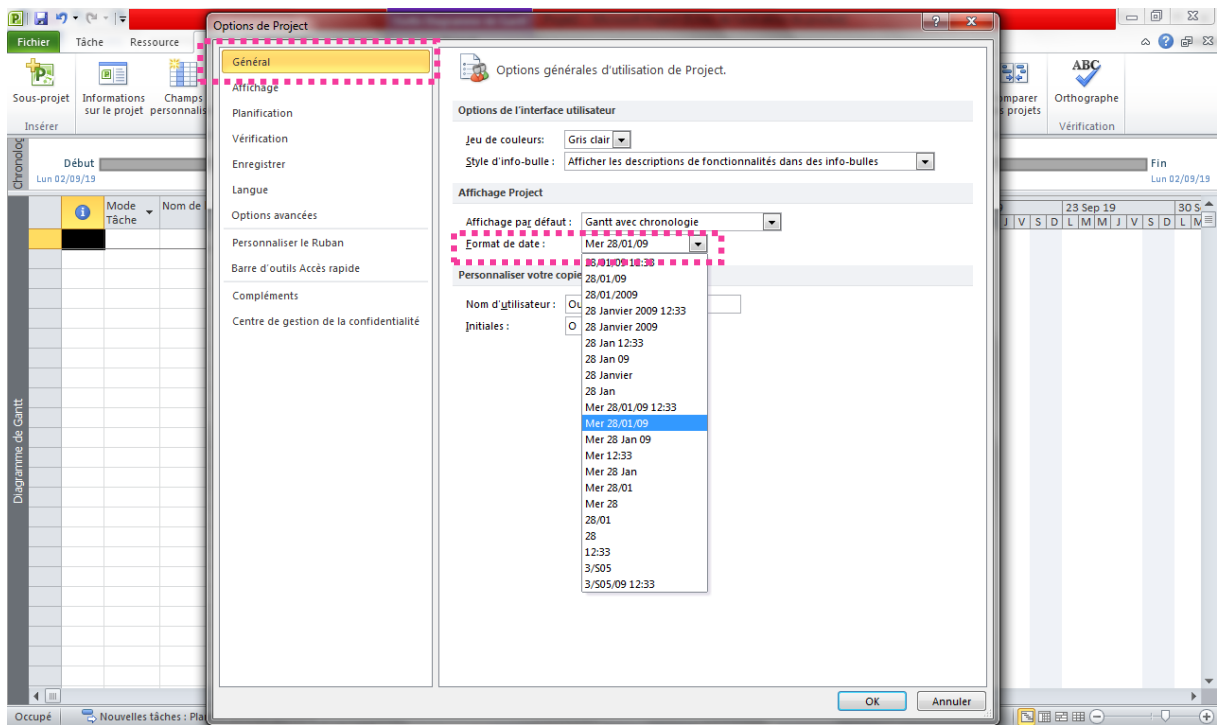 Options de Project
Fichier Tâche Ressource
Sous-projet
Informations
sur le projet
Champs
personnalis
Insérer
mparer
s projets
ABC
Orthographe
Vérification
Chronolog
Début
Lun 02/09/19
Fin
Lun 02/09/19
Mode
Tâche
Nom de
23 Sep 19
30 S
J V S D L M M J V S D L M
Diagramme de Gantt
Général
Affichage
Planification
Vérification
Enregistrer
Langue
Options avancées
Personnaliser le Ruban
Barre d'outils Accès rapide
Compléments
Centre de gestion de la confidentialité
Options générales d'utilisation de Project.
Options de l'interface utilisateur
Jeu de couleurs: Gris clair
Style d'info-bulle : Afficher les descriptions de fonctionnalités dans des info-bulles
Affichage Project
Affichage par défaut : Gantt avec chronologie
Format de date : Mer 28/01/09
28/01/09 12:33
Personnaliser votre copie
28/01/09
28/01/2009
Nom d'utilisateur : Ou
28 Janvier 2009 12:33
Initiales : O
28 Janvier 2009
28 Jan 12:33
28 Jan 09
28 Janvier
28 Jan
Mer 28/01/09 12:33
Mer 28/01/09
Mer 28 Jan 09
Mer 12:33
Mer 28 Jan
Mer 28/01
Mer 28
28/01
28
12:33
3/S05
3/S05/09 12:33
OK Annuler
Occupé Nouvelles tâches : Pla